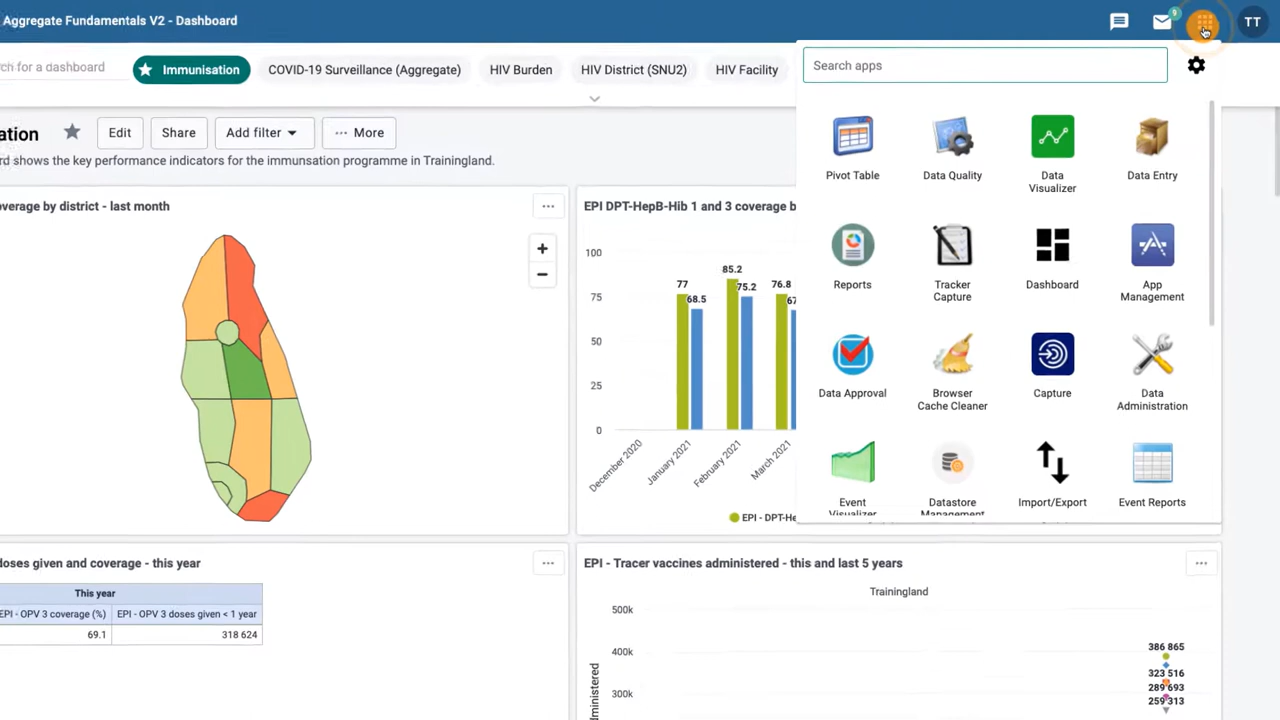 Aggregate Fundamentals V2 - Dashboard
9
TT
rch for a dashboard
Immunisation
COVID-19 Surveillance (Aggregate)
HIV Burden
HIV District (SNU2)
HIV Facility
Search apps
ation
Edit
Share
Add filter
More
rd shows the key performance indicators for the immunsation programme in Trainingland.
Pivot Table
Data Quality
Data
Visualizer
Data Entry
Reports
Tracker
Capture
Dashboard
App
Management
Data Approval
Browser
Cache Cleaner
Capture
Data
Administration
Event
Visualizer
Datastore
Management
Import/Export
Event Reports
overage by district - last month
EPI DPT-HepB-Hib 1 and 3 coverage b
100
75
50
25
0
77
68.5
85.2
75.2
76.8
67
December 2020
January 2021
February 2021
March 2021
EPI - DPT-He
doses given and coverage - this year
This year
EPI - OPV 3 coverage (%)
EPI - OPV 3 doses given < 1 year
69.1
318 624
EPI - Tracer vaccines administered - this and last 5 years
Trainingland
500k
400k
300k
ministered
386 865
323 516
289 693
259 313